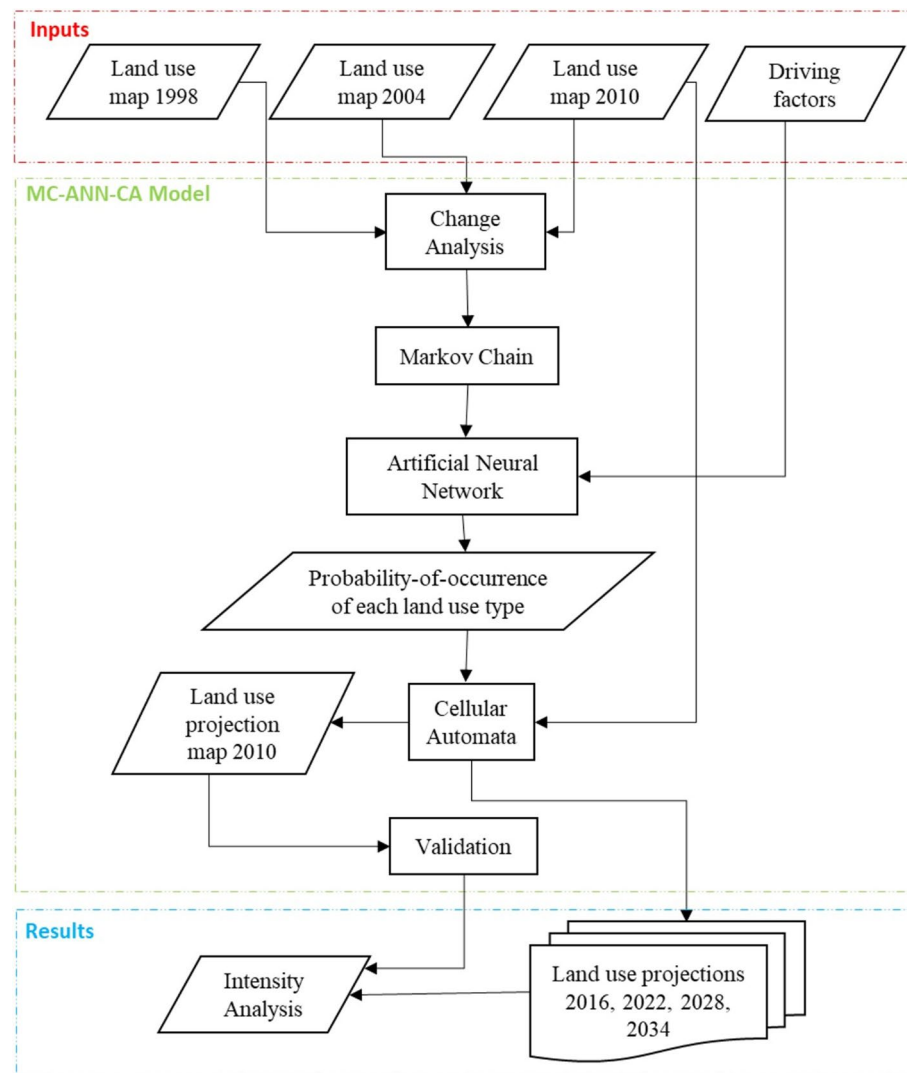 Inputs
Land use
map 1998
Land use
map 2004
Land use
map 2010
Driving
factors
MC-ANN-CA Model
Change
Analysis
Markov Chain
Artificial Neural
Network
Probability-of-occurrence
of each land use type
Land use
projection
map 2010
Cellular
Automata
Validation
Results
Intensity
Analysis
Land use projections
2016, 2022, 2028,
2034